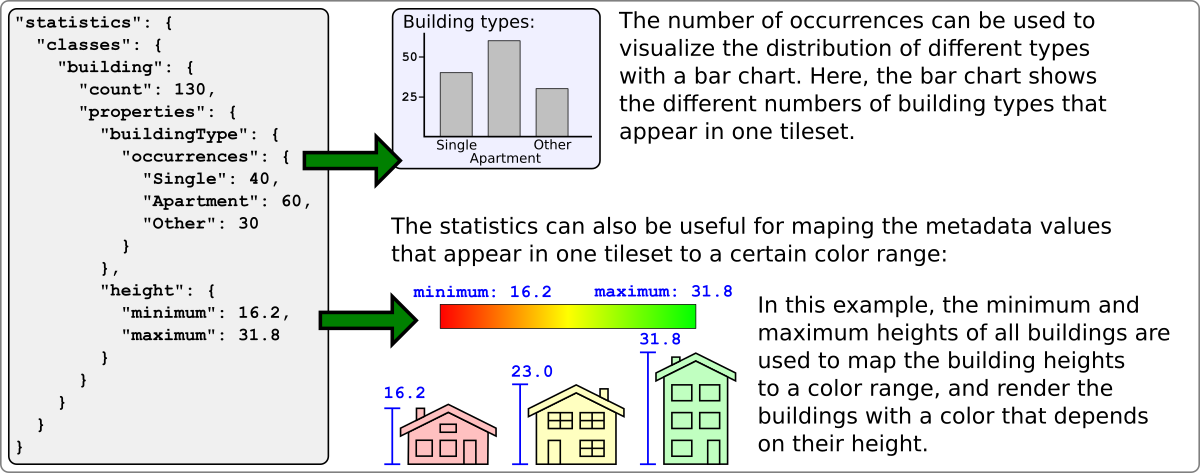 "statistics": {
"classes": {
"building": {
"count": 130,
"properties": {
"buildingType": {
"occurrences": {
"Single": 40,
"Apartment": 60,
"Other": 30
}
},
"height": {
"minimum": 16.2,
"maximum": 31.8
}
}
}
}
}
Building types:
50
25
Single
Other
Apartment
The number of occurrences can be used to
visualize the distribution of different types
with a bar chart. Here, the bar chart shows
the different numbers of building types that
appear in one tileset.
The statistics can also be useful for maping the metadata values
that appear in one tileset to a certain color range:
minimum: 16.2
maximum: 31.8
16.2
23.0
31.8
In this example, the minimum and
maximum heights of all buildings are
used to map the building heights
to a color range, and render the
buildings with a color that depends
on their height.